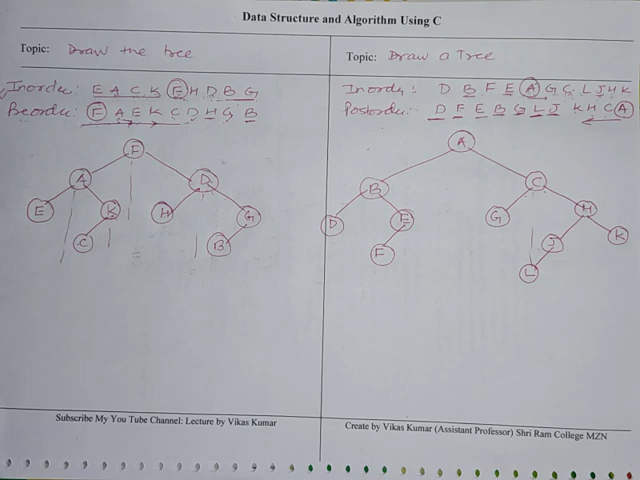 Data Structure and Algorithm Using C
Topic: Draw the tree
Inorder: E A C K F H D B G
Preorder: F A E K C D H G B
F
A D
E K H G
C B
Topic: Draw a Tree
Inordr: D B F E A G C L J H K
Postorder:- D F E B G L J K H C A
A
B C
D E G H
F J K
L
Subscribe My You Tube Channel: Lecture by Vikas Kumar
Create by Vikas Kumar (Assistant Professor) Shri Ram College MZN